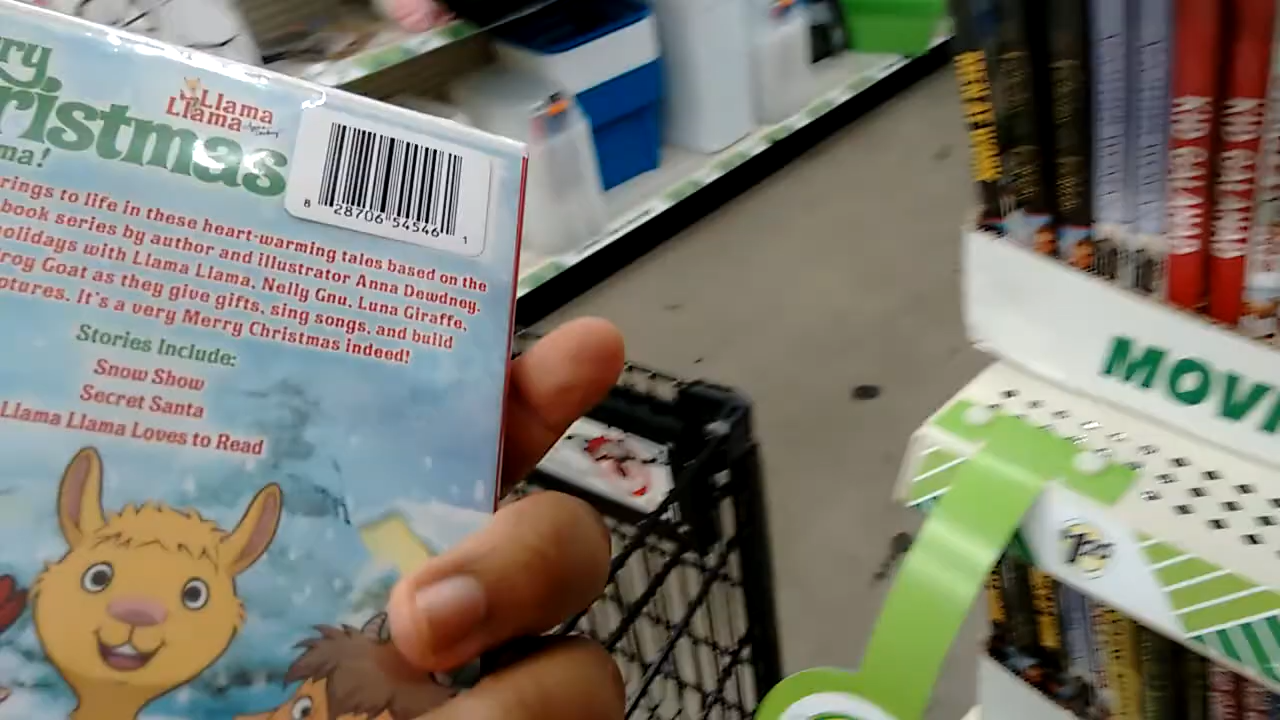 ry
ristmas
ma!
Llama
Llama
8 28706 54546 1
rings to life in these heart-warming tales based on the
book series by author and illustrator Anna Dewdney.
olidays with Llama Llama, Nelly Gnu, Luna Giraffe,
roy Goat as they give gifts, sing songs, and build
ptures. It's a very Merry Christmas indeed!
Stories Include:
Snow Show
Secret Santa
Llama Llama Loves to Read
MOVI